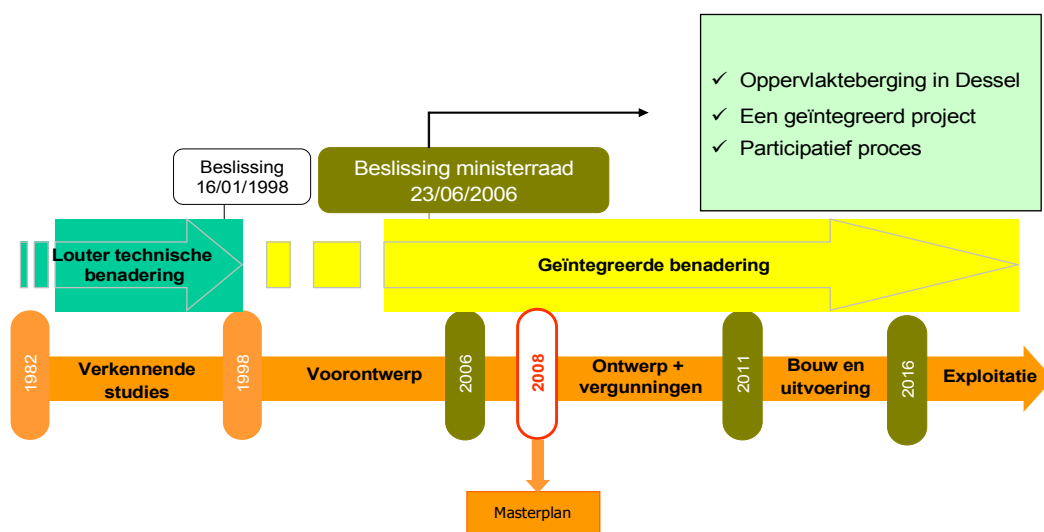 ✓ Oppervlakteberging in Dessel
✓ Een geïntegreerd project
✓ Participatief proces
Beslissing
16/01/1998
Beslissing ministerraad
23/06/2006
Louter technische
benadering
Geïntegreerde benadering
1982
Verkennende
studies
1998
Voorontwerp
2006
2008
Ontwerp +
vergunningen
2011
Bouw en
uitvoering
2016
Exploitatie
Masterplan